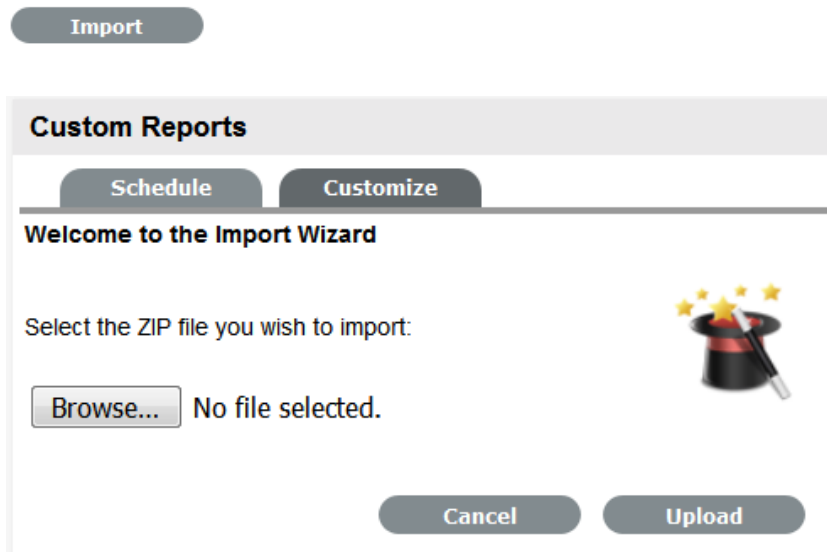 Import
Custom Reports
Schedule Customize
Welcome to the Import Wizard
Select the ZIP file you wish to import:
Browse... No file selected.
Cancel Upload